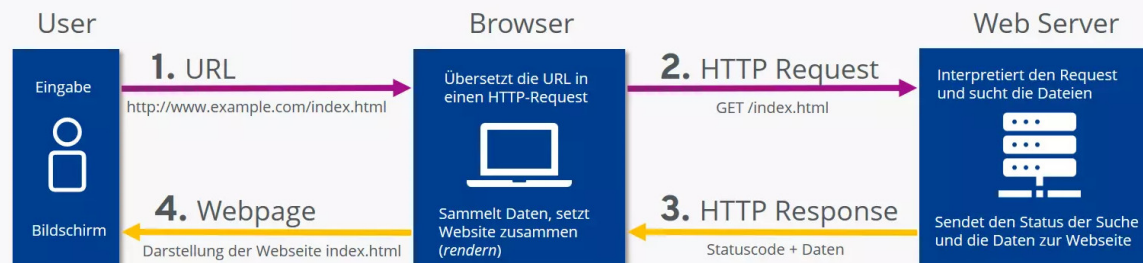 User
Browser
Web Server
Eingabe
Bildschirm
1. URL
http://www.example.com/index.html
4. Webpage
Darstellung der Webseite index.html
Übersetzt die URL in
einen HTTP-Request
Sammelt Daten, setzt
Website zusammen
(rendern)
2. HTTP Request
GET /index.html
3. HTTP Response
Statuscode + Daten
Interpretiert den Request
und sucht die Dateien
Sendet den Status der Suche
und die Daten zur Webseite